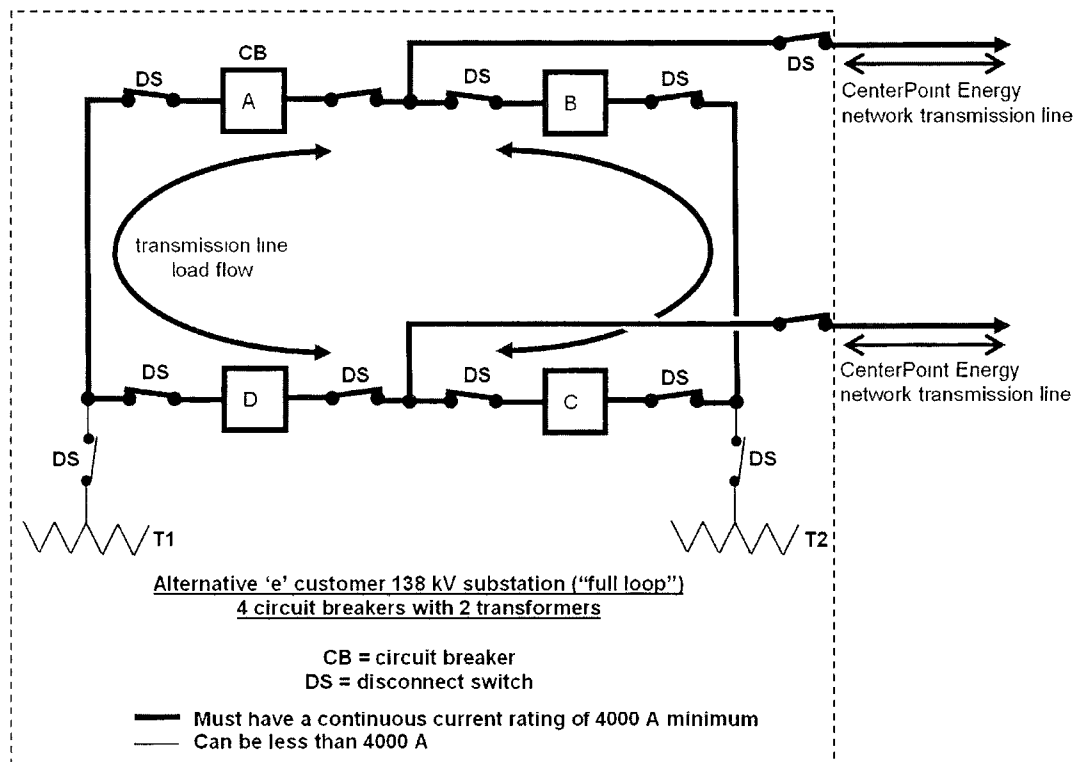 CB
DS
A
DS
B
DS
DS
CenterPoint Energy
network transmission line
transmission line
load flow
DS
D
DS
DS
C
DS
CenterPoint Energy
network transmission line
DS
DS
T1
T2
Alternative ‘e’ customer 138 kV substation (“full loop”)
4 circuit breakers with 2 transformers
CB = circuit breaker
DS = disconnect switch
Must have a continuous current rating of 4000 A minimum
Can be less than 4000 A